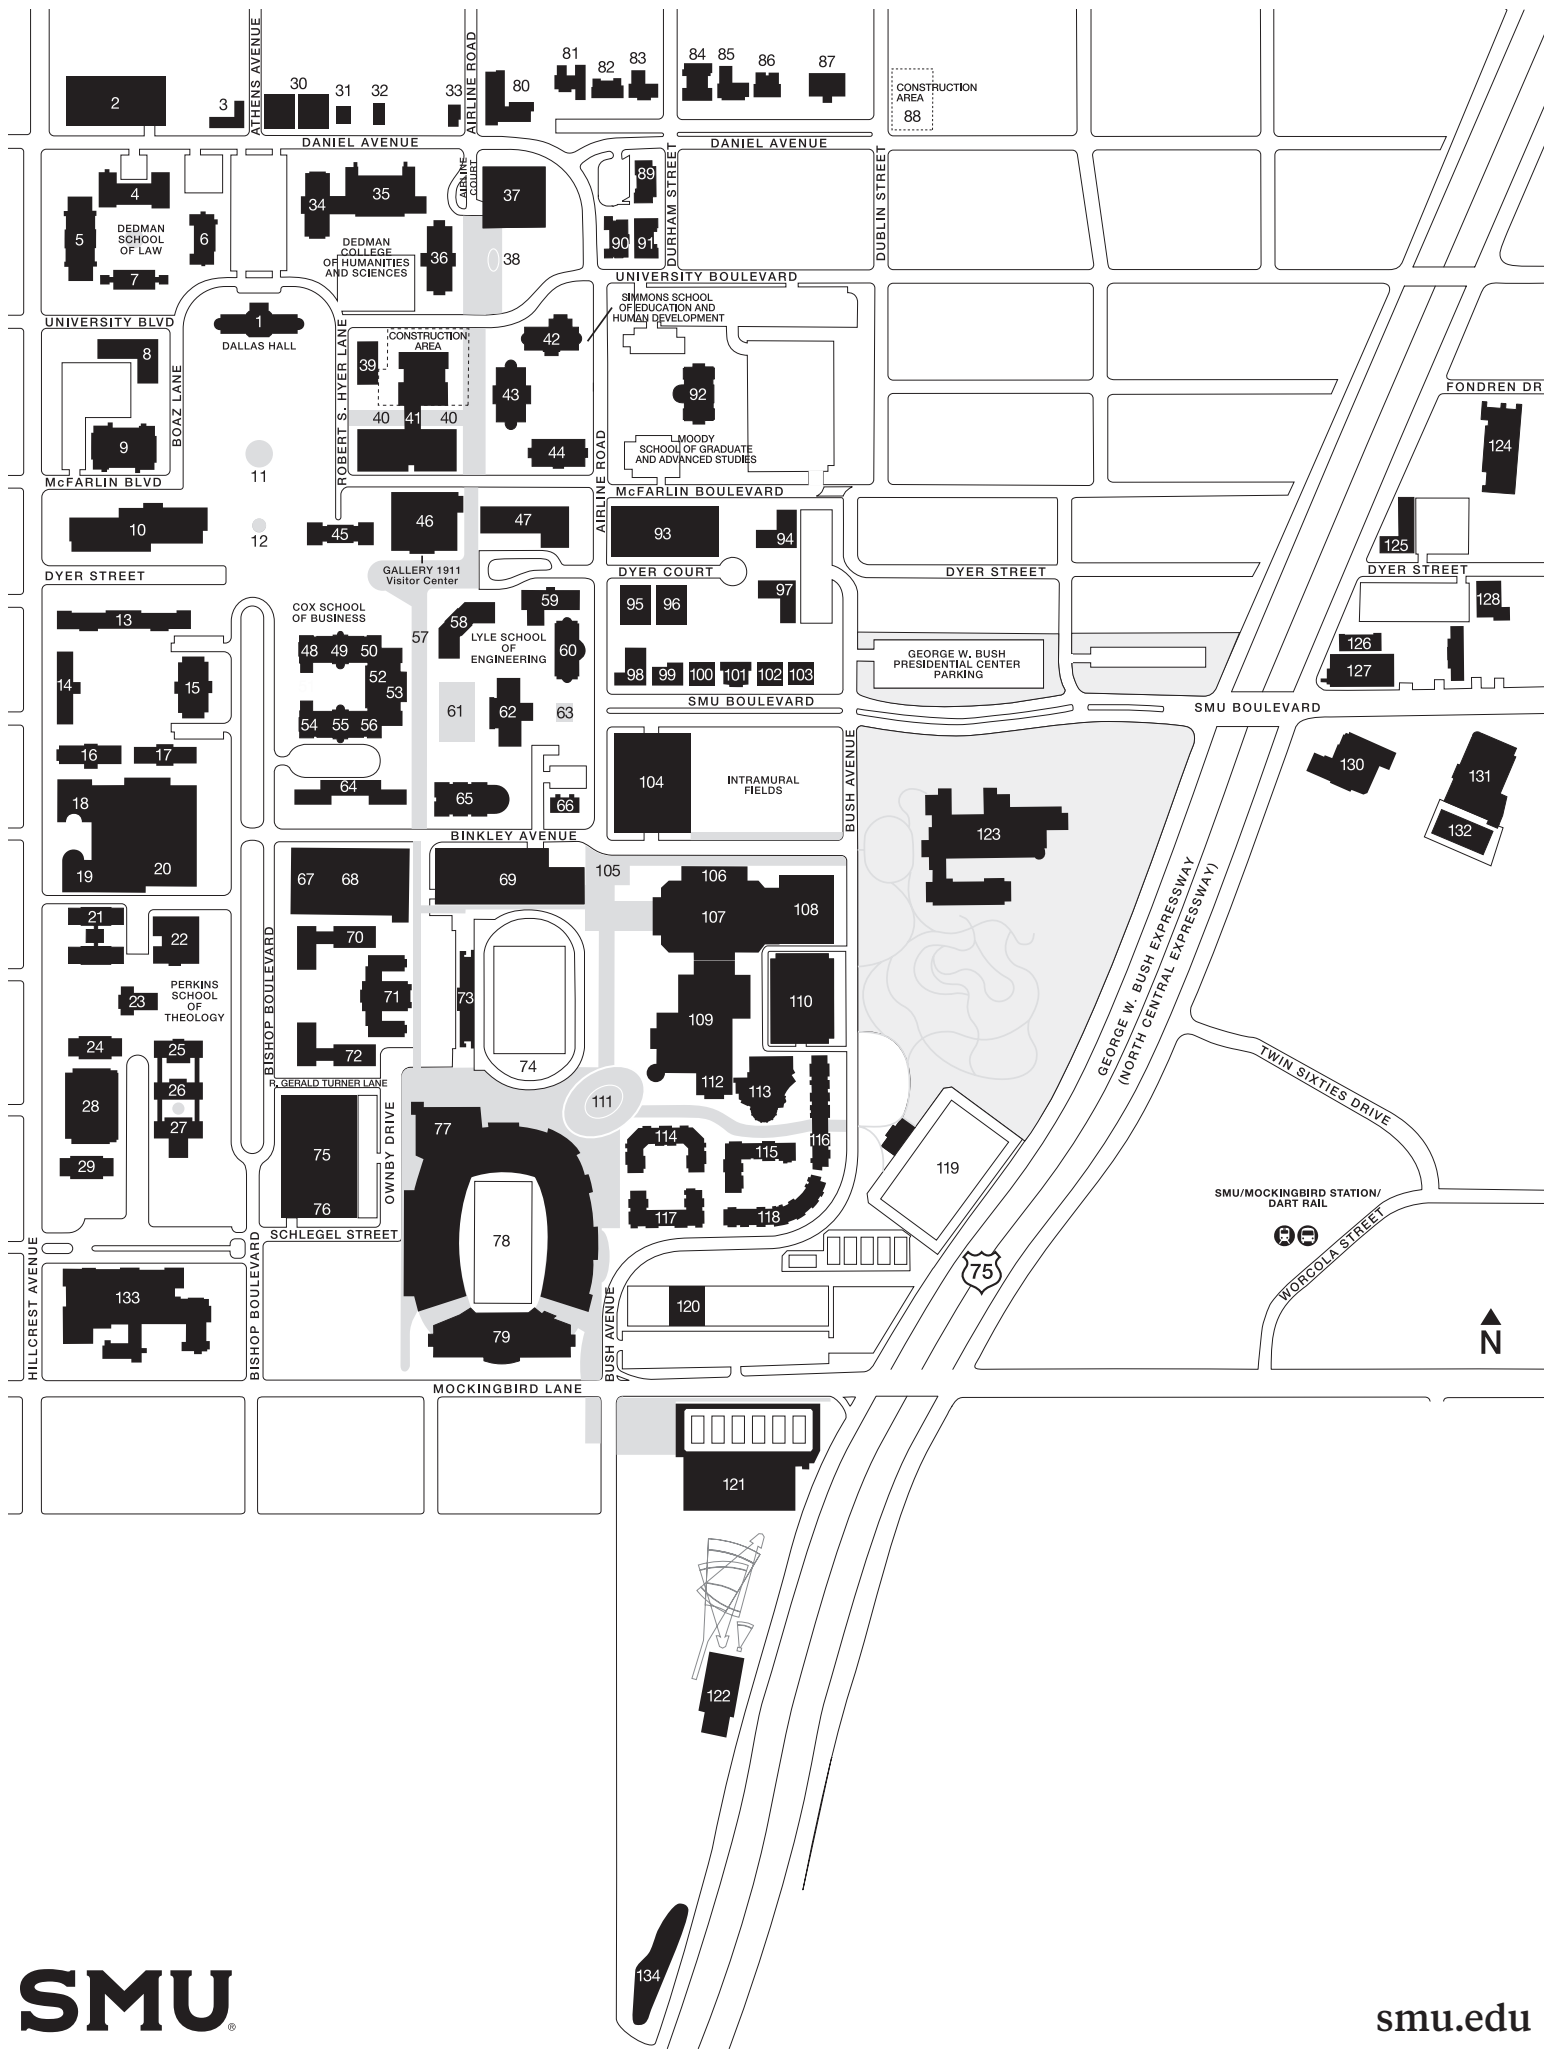 ATHENS AVENUE
AIRLINE ROAD
2
3
30
31
32
33
80
81
82
83
84
85
86
87
CONSTRUCTION
AREA
88
DANIEL AVENUE
DANIEL AVENUE
4
5
6
7
DEDMAN
SCHOOL
OF LAW
34
35
36
DEDMAN
COLLEGE
OF HUMANITIES
AND SCIENCES
AIRLINE
COURT
37
38
89
90
91
DURHAM STREET
DUBLIN STREET
UNIVERSITY BOULEVARD
UNIVERSITY BLVD
1
DALLAS HALL
SIMMONS SCHOOL
OF EDUCATION AND
HUMAN DEVELOPMENT
8
9
BOAZ LANE
ROBERT S. HYER LANE
CONSTRUCTION
AREA
39
40
41
40
42
43
44
AIRLINE ROAD
92
MOODY
SCHOOL OF GRADUATE
AND ADVANCED STUDIES
FONDREN DR
124
McFARLIN BLVD
11
McFARLIN BOULEVARD
10
12
45
46
47
93
94
125
GALLERY 1911
Visitor Center
DYER STREET
DYER COURT
DYER STREET
DYER STREET
13
COX SCHOOL
OF BUSINESS
57
58
59
60
LYLE SCHOOL
OF
ENGINEERING
95
96
97
128
14
15
48
49
50
52
53
54
55
56
61
62
63
98
99
100
101
102
103
GEORGE W. BUSH
PRESIDENTIAL CENTER
PARKING
126
127
SMU BOULEVARD
SMU BOULEVARD
16
17
18
19
20
64
65
66
104
INTRAMURAL
FIELDS
BUSH AVENUE
123
130
131
132
BINKLEY AVENUE
67
68
69
105
106
107
108
GEORGE W. BUSH EXPRESSWAY
(NORTH CENTRAL EXPRESSWAY)
21
22
23
PERKINS
SCHOOL
OF
THEOLOGY
BISHOP BOULEVARD
70
71
72
73
74
109
110
24
25
26
27
28
29
R. GERALD TURNER LANE
OWNBY DRIVE
75
76
77
111
112
113
114
115
116
117
118
119
TWIN SIXTIES DRIVE
SMU/MOCKINGBIRD STATION/
DART RAIL
WORCOLA STREET
SCHLEGEL STREET
78
79
75
120
HILLCREST AVENUE
133
BISHOP BOULEVARD
BUSH AVENUE
N
MOCKINGBIRD LANE
121
122
134
SMU®
smu.edu